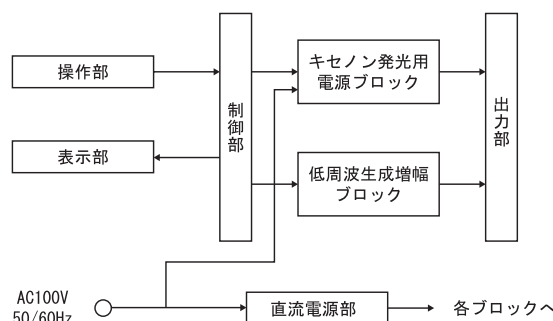 操作部
表示部
制御部
キセノン発光用
電源ブロック
低周波生成増幅
ブロック
出力部
AC100V
50/60Hz
直流電源部
各ブロックへ